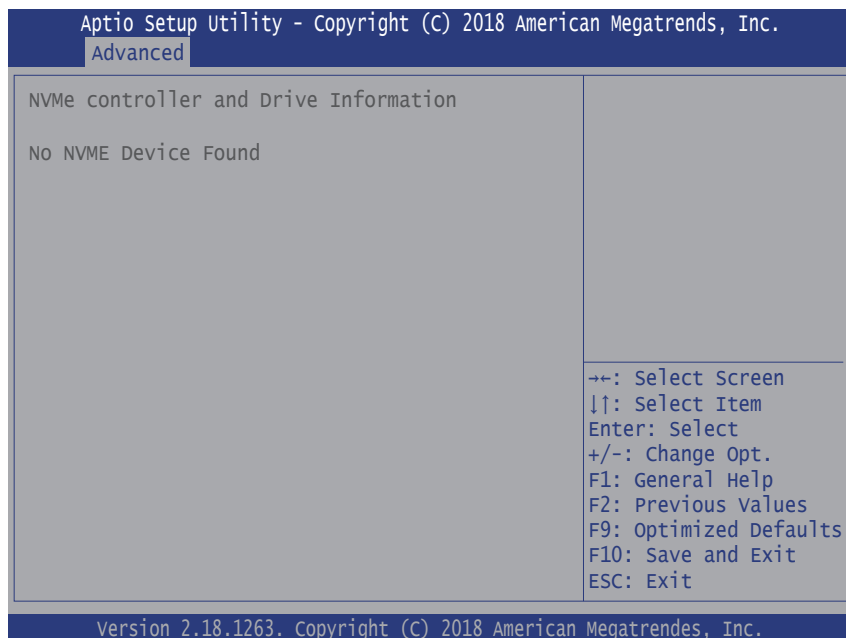 Aptio Setup Utility - Copyright (C) 2018 American Megatrends, Inc.
Advanced
NVMe controller and Drive Information
No NVME Device Found
→←: Select Screen
↓↑: Select Item
Enter: Select
+/-: Change Opt.
F1: General Help
F2: Previous Values
F9: Optimized Defaults
F10: Save and Exit
ESC: Exit
Version 2.18.1263. Copyright (C) 2018 American Megatrendes, Inc.